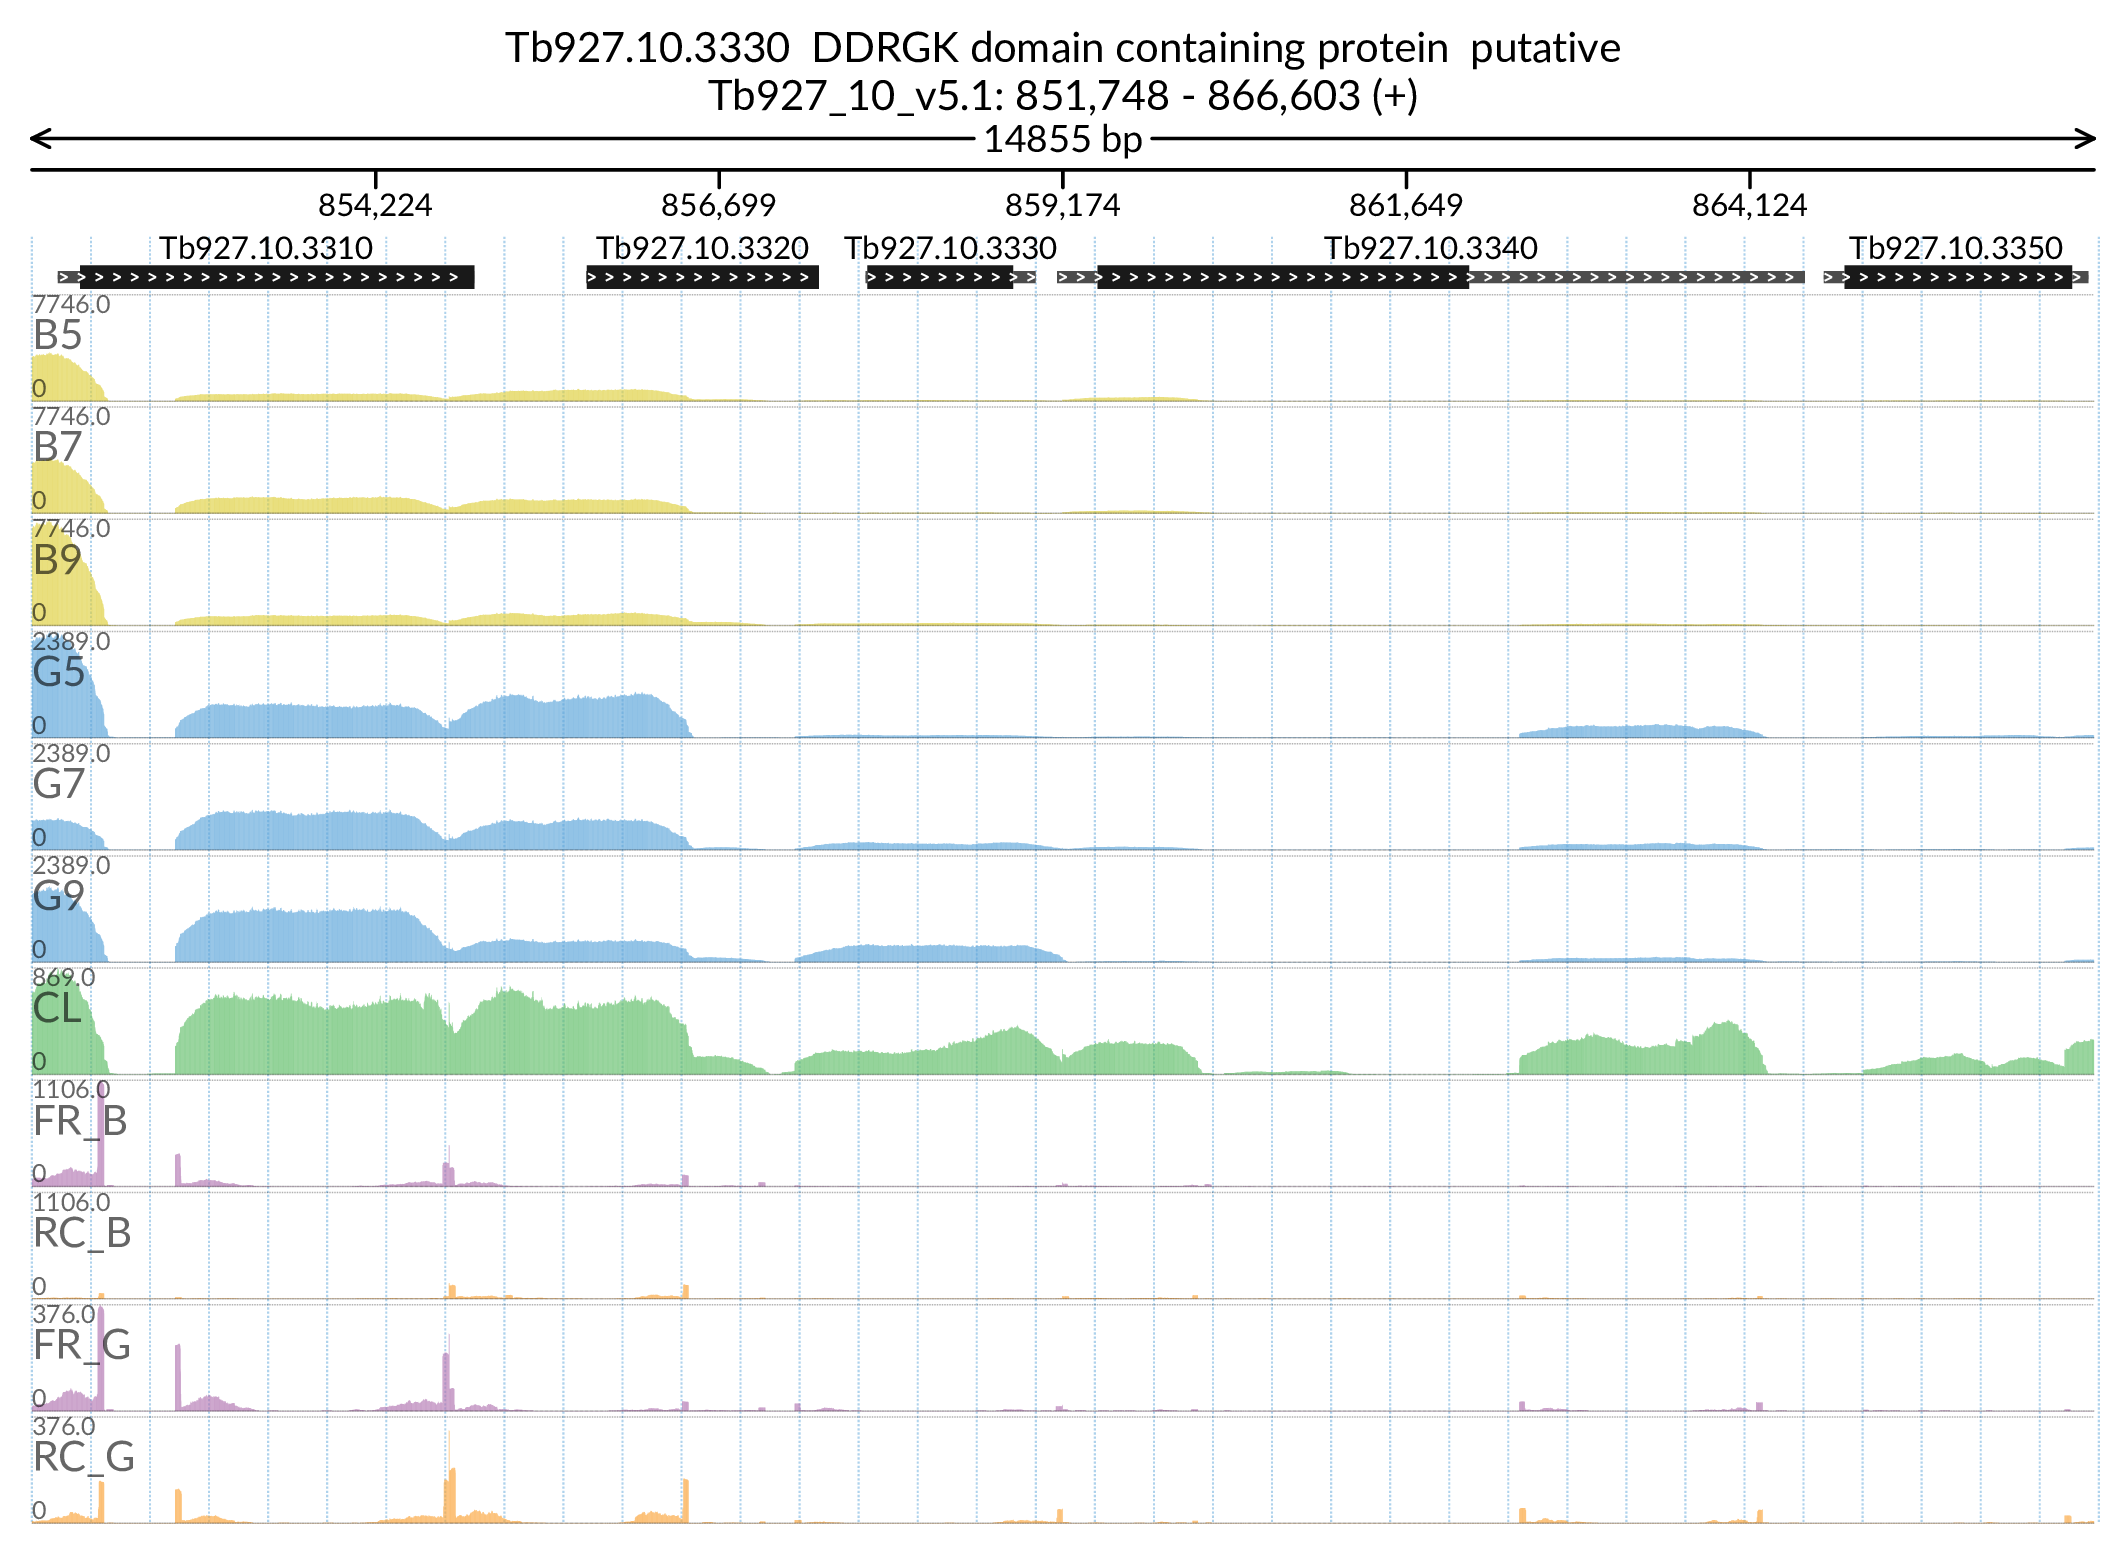 Tb927.10.3330  DDRGK domain containing protein  putative
Tb927_10_v5.1: 851,748 - 866,603 (+)
14855 bp
854,224 856,699 859,174 861,649 864,124
Tb927.10.3310 Tb927.10.3320 Tb927.10.3330 Tb927.10.3340 Tb927.10.3350
7746.0
B5
0
7746.0
B7
0
7746.0
B9
0
2389.0
G5
0
2389.0
G7
0
2389.0
G9
0
869.0
CL
0
1106.0
FR_B
0
1106.0
RC_B
0
376.0
FR_G
0
376.0
RC_G
0